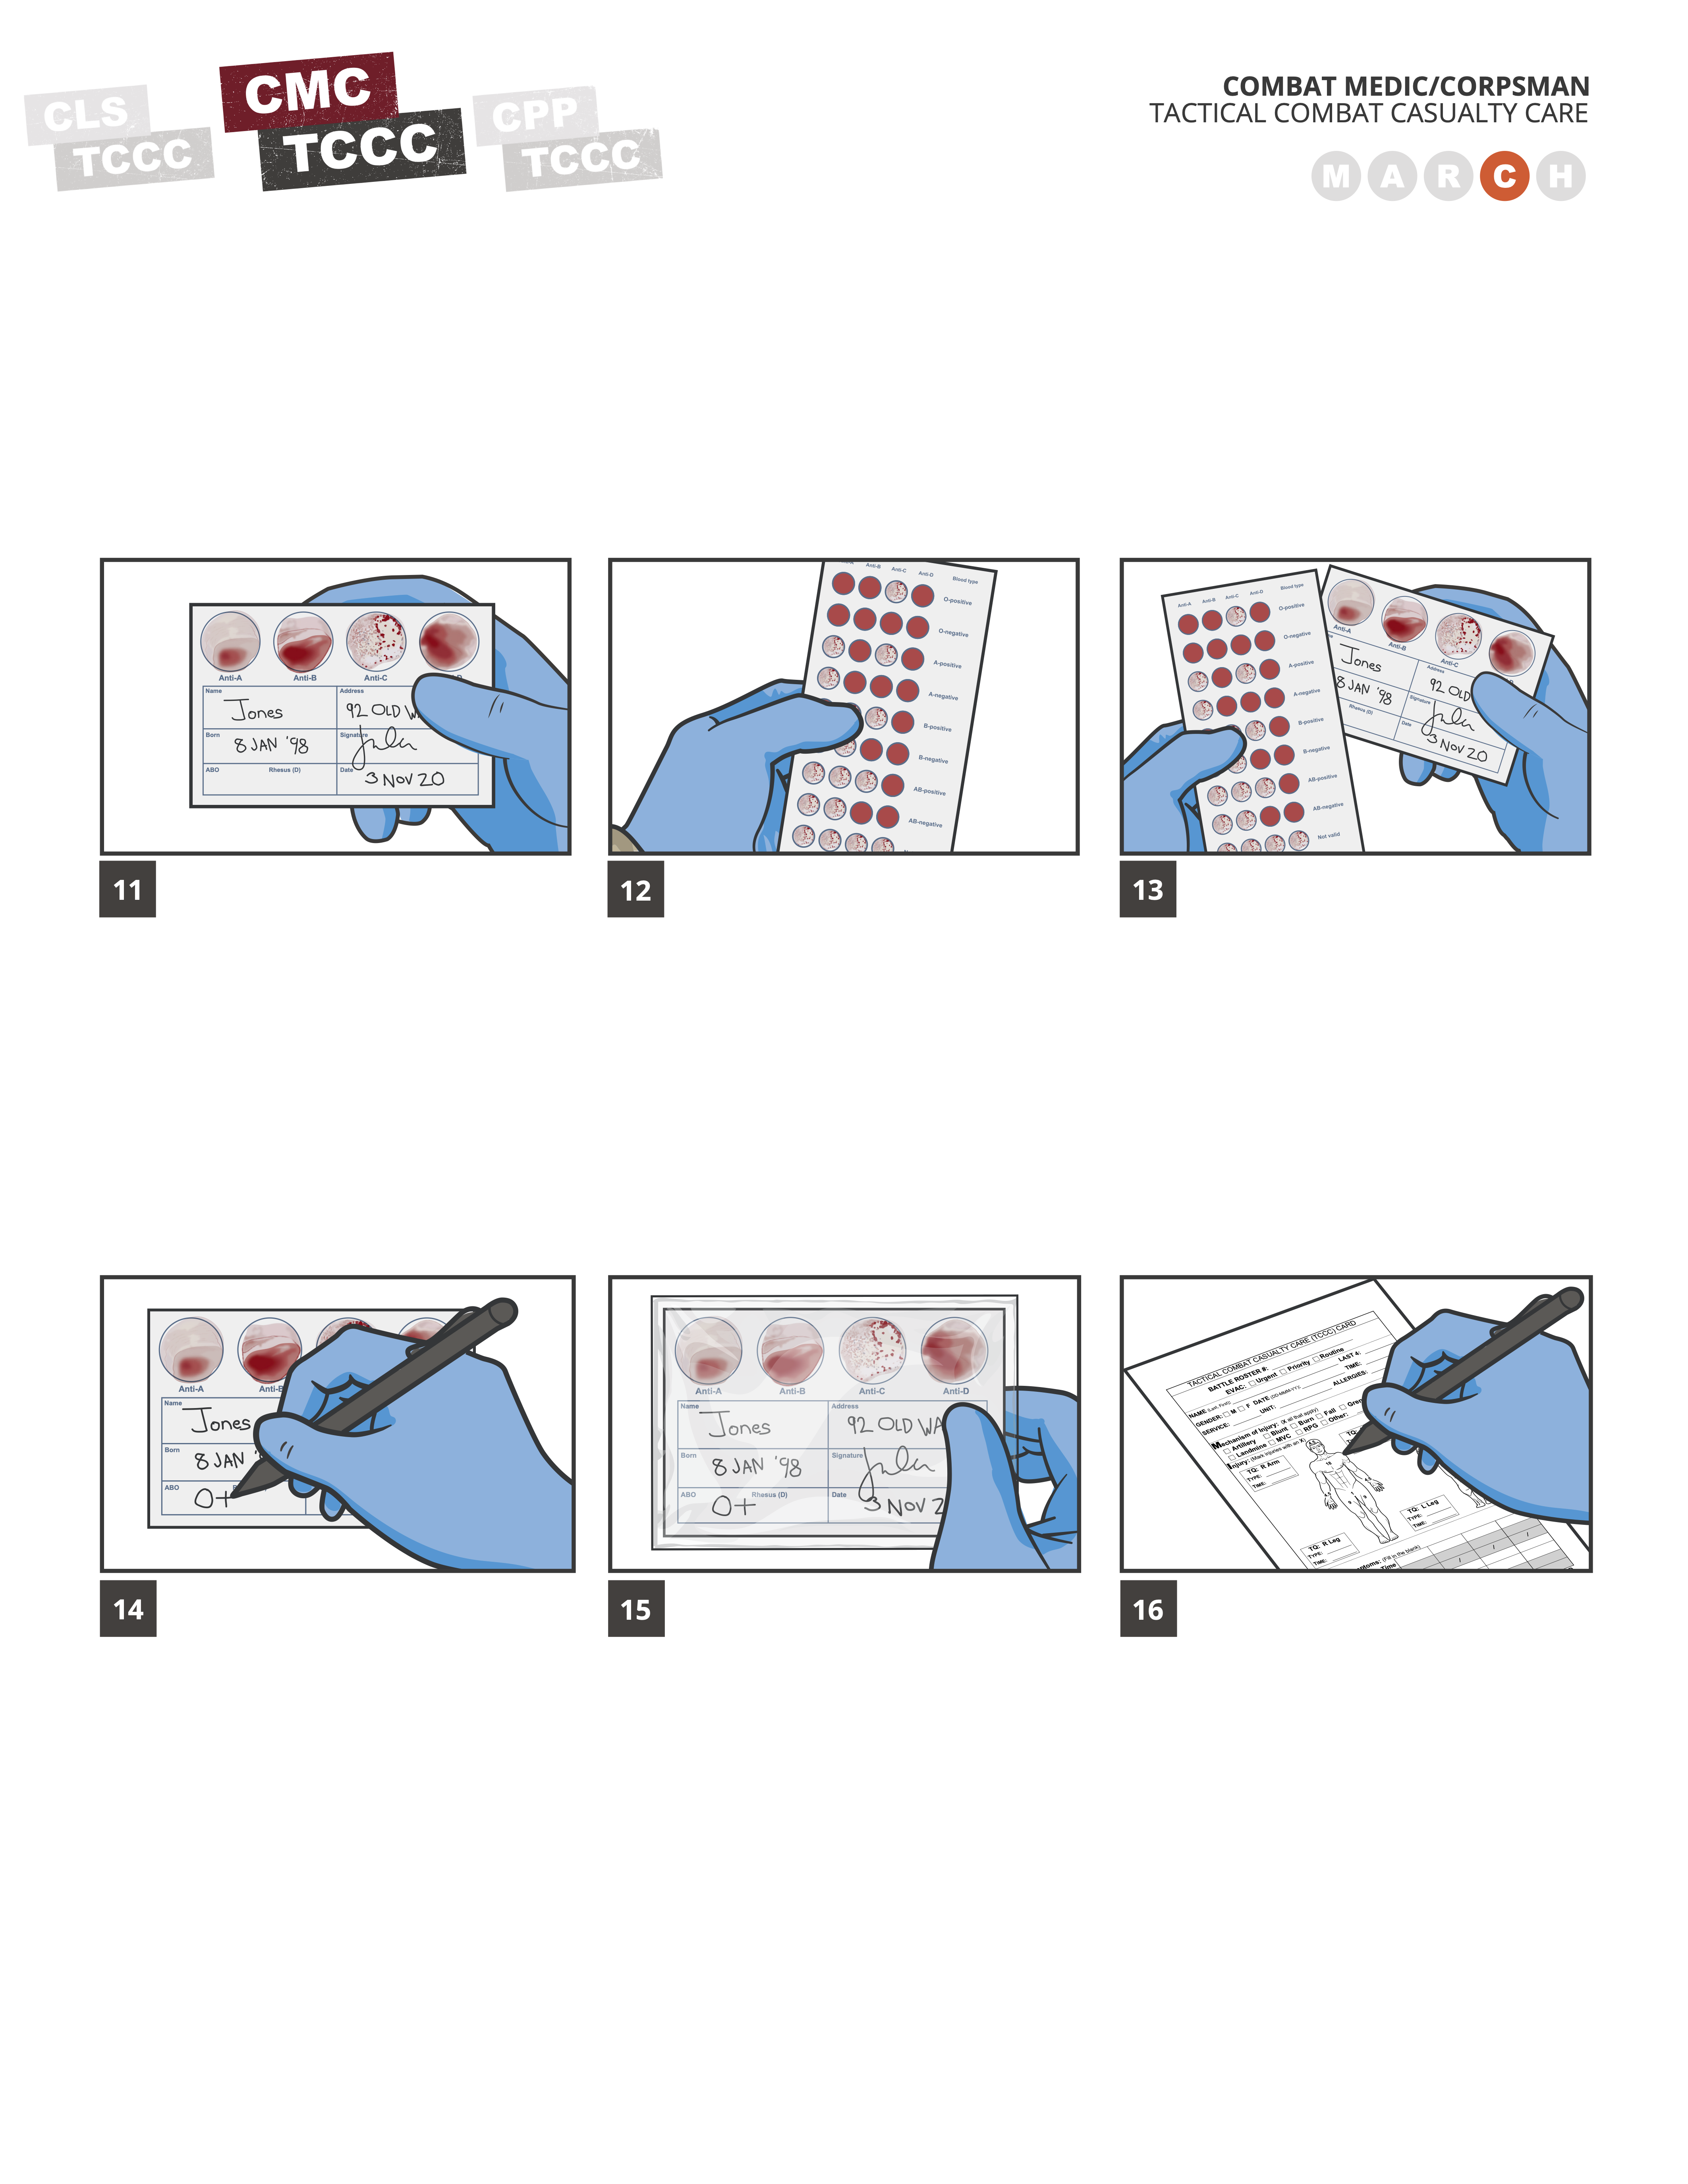 CLS
TCCC
CMC
TCCC
CPP
TCCC
COMBAT MEDIC/CORPSMAN
TACTICAL COMBAT CASUALTY CARE
M A R C H
Anti-A Anti-B Anti-C
Name Address
Jones 92 OLD
Born Signature
8 JAN '98
ABO Rhesus (D) Date
3 NOV 20
11
Anti-B Anti-C Anti-D Blood type
O-positive
O-negative
A-positive
A-negative
B-positive
B-negative
AB-positive
AB-negative
12
Anti-A Anti-B Anti-C Anti-D Blood type
O-positive
O-negative
A-positive
A-negative
B-positive
B-negative
AB-positive
AB-negative
Not valid
Anti-A Anti-B Anti-C
Address
Jones 92 OLD
Signature
8 JAN '98
Rhesus (D) Date
3 NOV 20
13
Anti-A Anti-B
Name
Jones
Born
8 JAN
ABO
O+
14
Anti-A Anti-B Anti-C Anti-D
Name Address
Jones 92 OLD WA
Born Signature
8 JAN '98
ABO Rhesus (D) Date
O+ 3 NOV 2
15
TACTICAL COMBAT CASUALTY CARE (TCCC) CARD
BATTLE ROSTER #:
EVAC: Urgent Priority Routine
NAME (Last, First): LAST 4:
GENDER: M F DATE (DD-MMM-YY): TIME:
SERVICE: UNIT: ALLERGIES:
Mechanism of Injury: (X all that apply)
Artillery Blunt Burn Fall Gren
Landmine MVC RPG Other:
Injury: (Mark injuries with an X)
TQ: R Arm
TYPE:
TIME:
TQ: L Leg
TYPE:
TIME:
TQ: R Leg
TYPE:
TIME:
(Fill in the blank)
Time
16